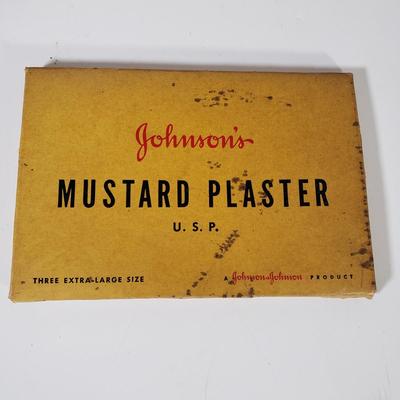 Johnson's
MUSTARD PLASTER
U. S. P.
THREE EXTRA-LARGE SIZE
A Johnson & Johnson PRODUCT